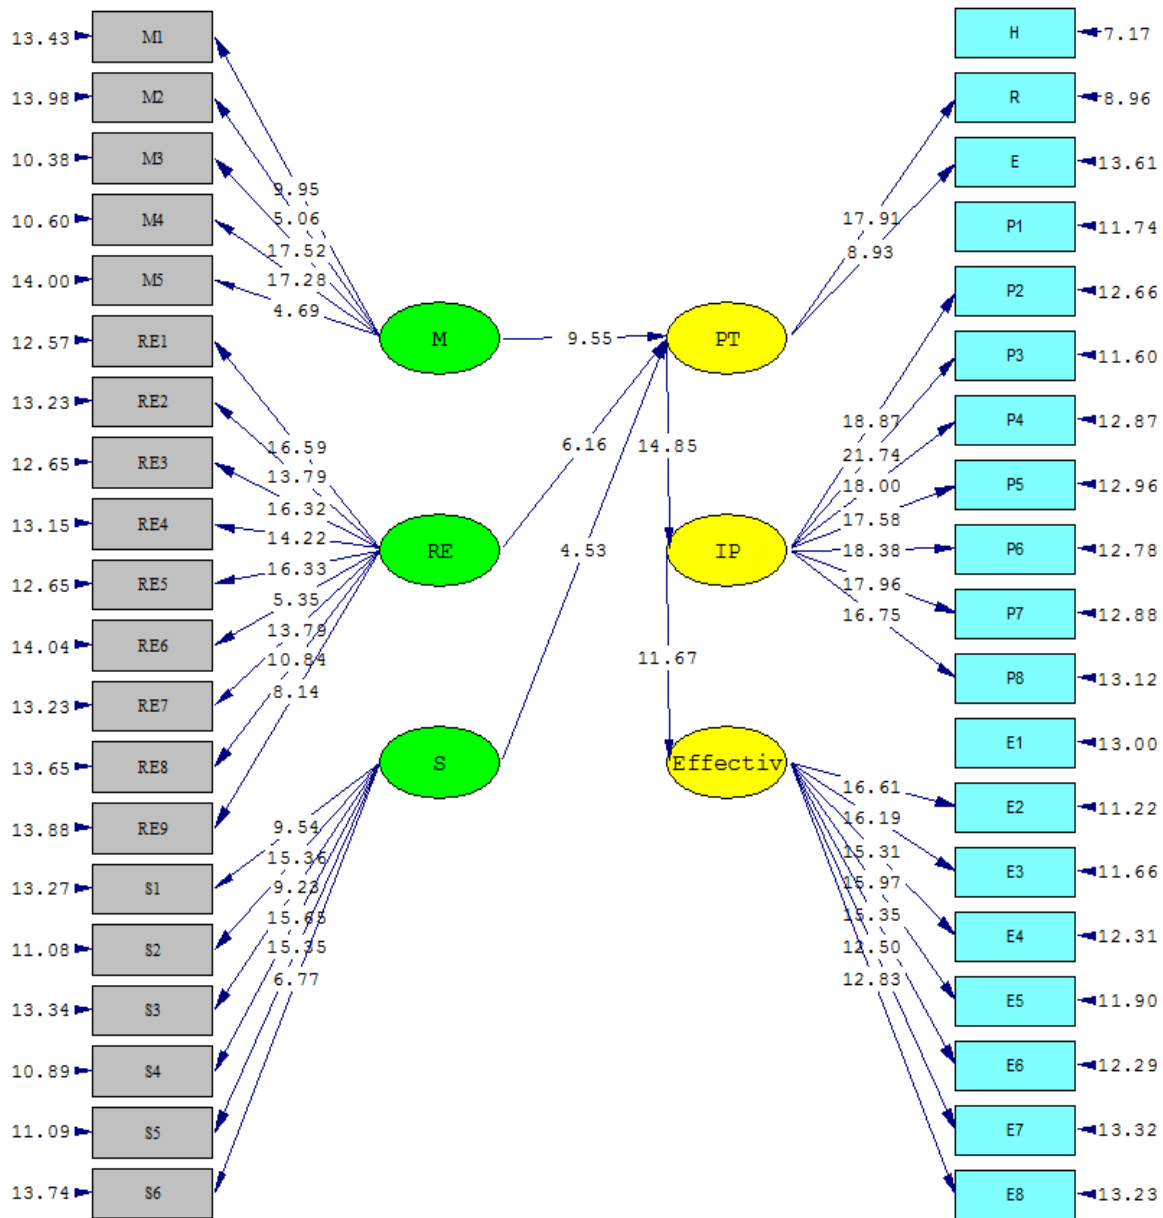 13.43 M1
13.98 M2
10.38 M3
10.60 M4
14.00 M5
12.57 RE1
13.23 RE2
12.65 RE3
13.15 RE4
12.65 RE5
14.04 RE6
13.23 RE7
13.65 RE8
13.88 RE9
13.27 S1
11.08 S2
13.34 S3
10.89 S4
11.09 S5
13.74 S6
9.95
5.06
17.52
17.28
4.69
16.59
13.79
16.32
14.22
16.33
5.35
13.79
10.84
8.14
9.54
15.36
9.23
15.65
15.35
6.77
M
RE
S
9.55
6.16
4.53
14.85
11.67
PT
IP
Effectiv
17.91
8.93
18.87
21.74
18.00
17.58
18.38
17.96
16.75
16.61
16.19
15.31
15.97
15.35
12.50
12.83
H 7.17
R 8.96
E 13.61
P1 11.74
P2 12.66
P3 11.60
P4 12.87
P5 12.96
P6 12.78
P7 12.88
P8 13.12
E1 13.00
E2 11.22
E3 11.66
E4 12.31
E5 11.90
E6 12.29
E7 13.32
E8 13.23